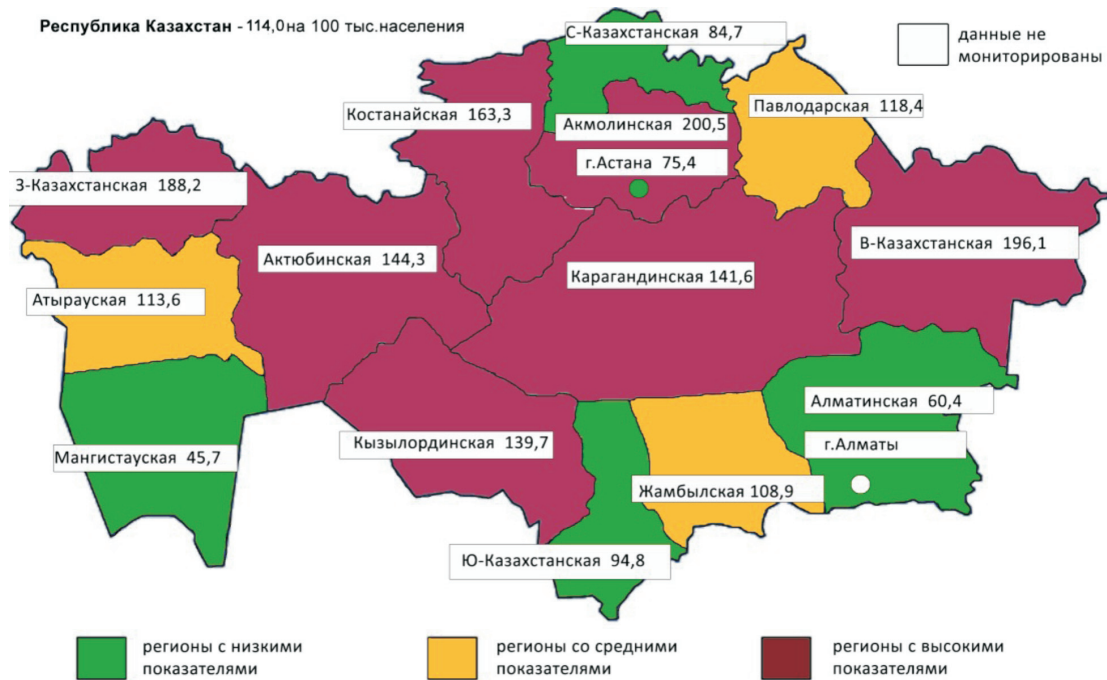 Республика Казахстан - 114,0 на 100 тыс.населения
С-Казахстанская 84,7
данные не
мониторированы
Костанайская 163,3
Павлодарская 118,4
Акмолинская 200,5
г.Астана 75,4
З-Казахстанская 188,2
Актюбинская 144,3
В-Казахстанская 196,1
Карагандинская 141,6
Атырауская 113,6
Алматинская 60,4
г.Алматы
Кызылординская 139,7
Мангистауская 45,7
Жамбылская 108,9
Ю-Казахстанская 94,8
регионы с низкими
показателями
регионы со средними
показателями
регионы с высокими
показателями